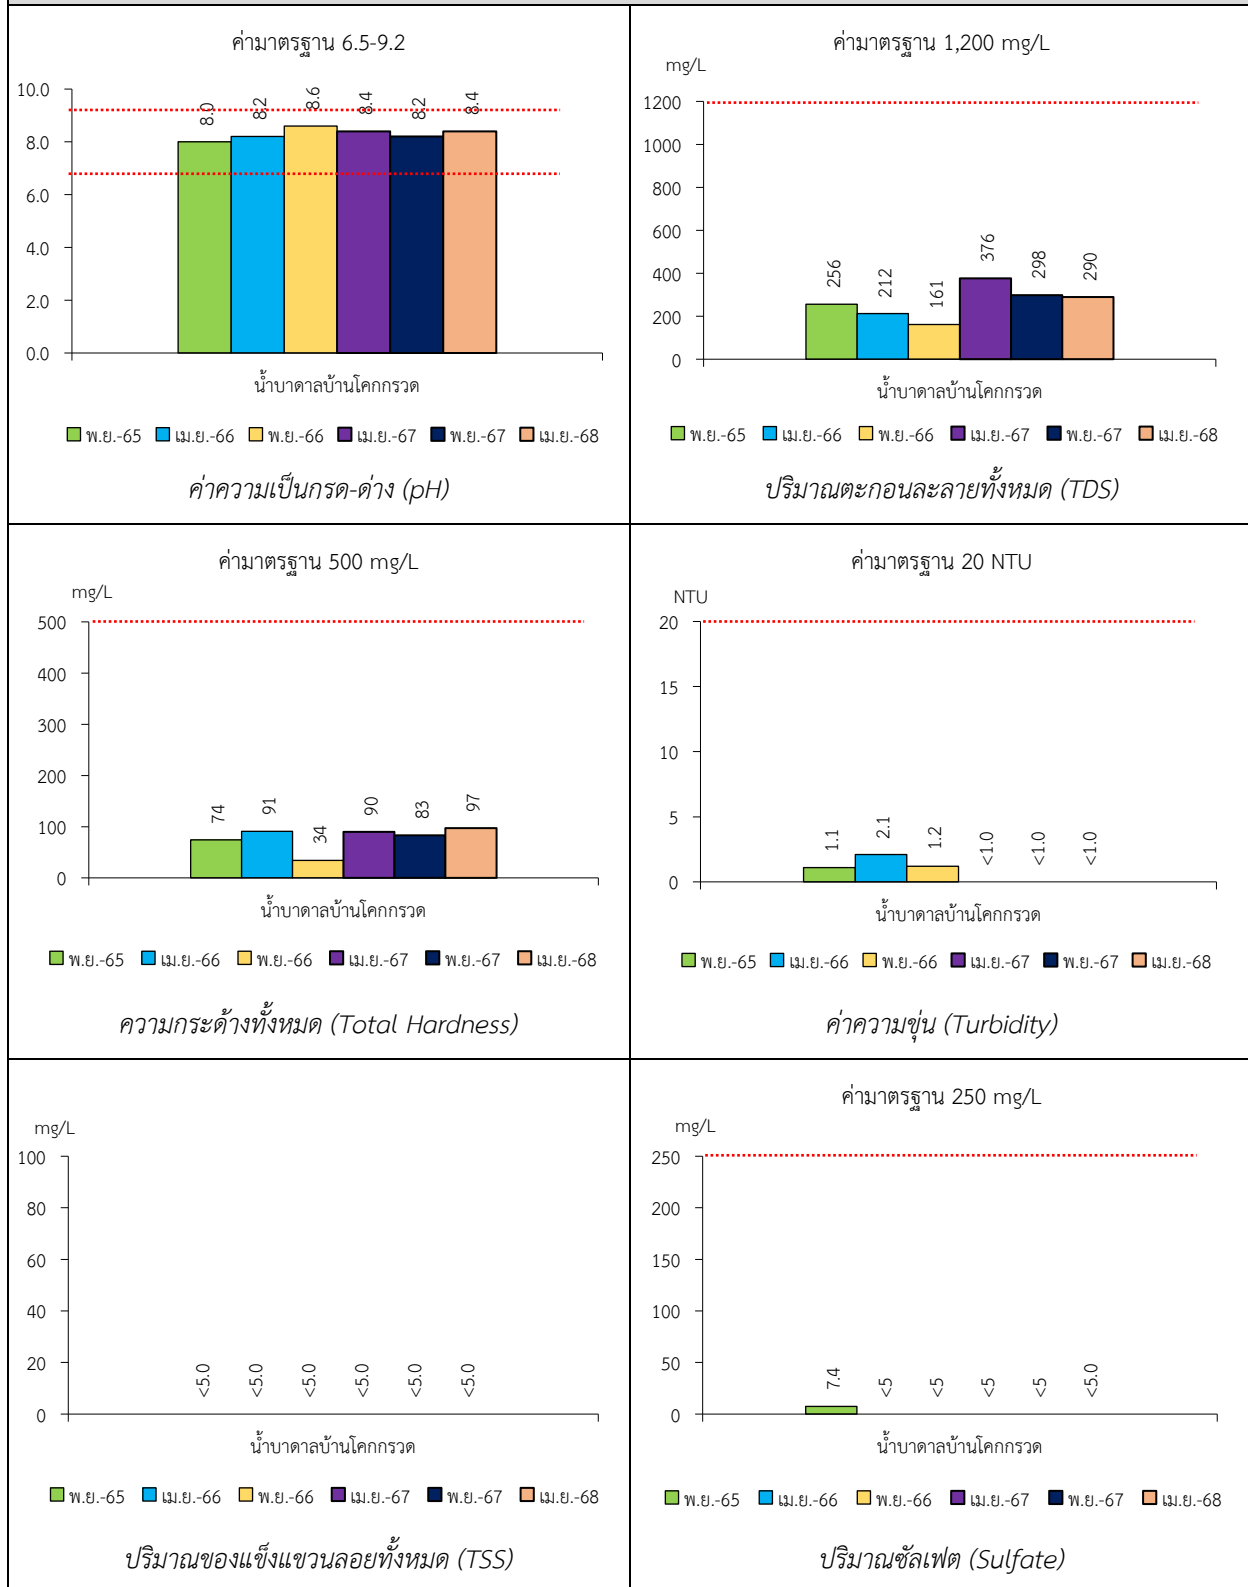 ค่ามาตรฐาน 6.5-9.2
10.0
8.0
6.0
4.0
2.0
0.0
8.0 8.2 8.6 8.4 8.2 8.4
น้ำบาดาลบ้านโคกกรวด
พ.ย.-65 เม.ย.-66 พ.ย.-66 เม.ย.-67 พ.ย.-67 เม.ย.-68
ค่าความเป็นกรด-ด่าง (pH)
ค่ามาตรฐาน 1,200 mg/L
mg/L
1200
1000
800
600
400
200
0
256 212 161 376 298 290
น้ำบาดาลบ้านโคกกรวด
พ.ย.-65 เม.ย.-66 พ.ย.-66 เม.ย.-67 พ.ย.-67 เม.ย.-68
ปริมาณตะกอนละลายทั้งหมด (TDS)
ค่ามาตรฐาน 500 mg/L
mg/L
500
400
300
200
100
0
74 91 34 90 83 97
น้ำบาดาลบ้านโคกกรวด
พ.ย.-65 เม.ย.-66 พ.ย.-66 เม.ย.-67 พ.ย.-67 เม.ย.-68
ความกระด้างทั้งหมด (Total Hardness)
ค่ามาตรฐาน 20 NTU
NTU
20
15
10
5
0
1.1 2.1 1.2 <1.0 <1.0 <1.0
น้ำบาดาลบ้านโคกกรวด
พ.ย.-65 เม.ย.-66 พ.ย.-66 เม.ย.-67 พ.ย.-67 เม.ย.-68
ค่าความขุ่น (Turbidity)
mg/L
100
80
60
40
20
0
<5.0 <5.0 <5.0 <5.0 <5.0 <5.0
น้ำบาดาลบ้านโคกกรวด
พ.ย.-65 เม.ย.-66 พ.ย.-66 เม.ย.-67 พ.ย.-67 เม.ย.-68
ปริมาณของแข็งแขวนลอยทั้งหมด (TSS)
ค่ามาตรฐาน 250 mg/L
mg/L
250
200
150
100
50
0
7.4 <5 <5 <5 <5 <5.0
น้ำบาดาลบ้านโคกกรวด
พ.ย.-65 เม.ย.-66 พ.ย.-66 เม.ย.-67 พ.ย.-67 เม.ย.-68
ปริมาณซัลเฟต (Sulfate)